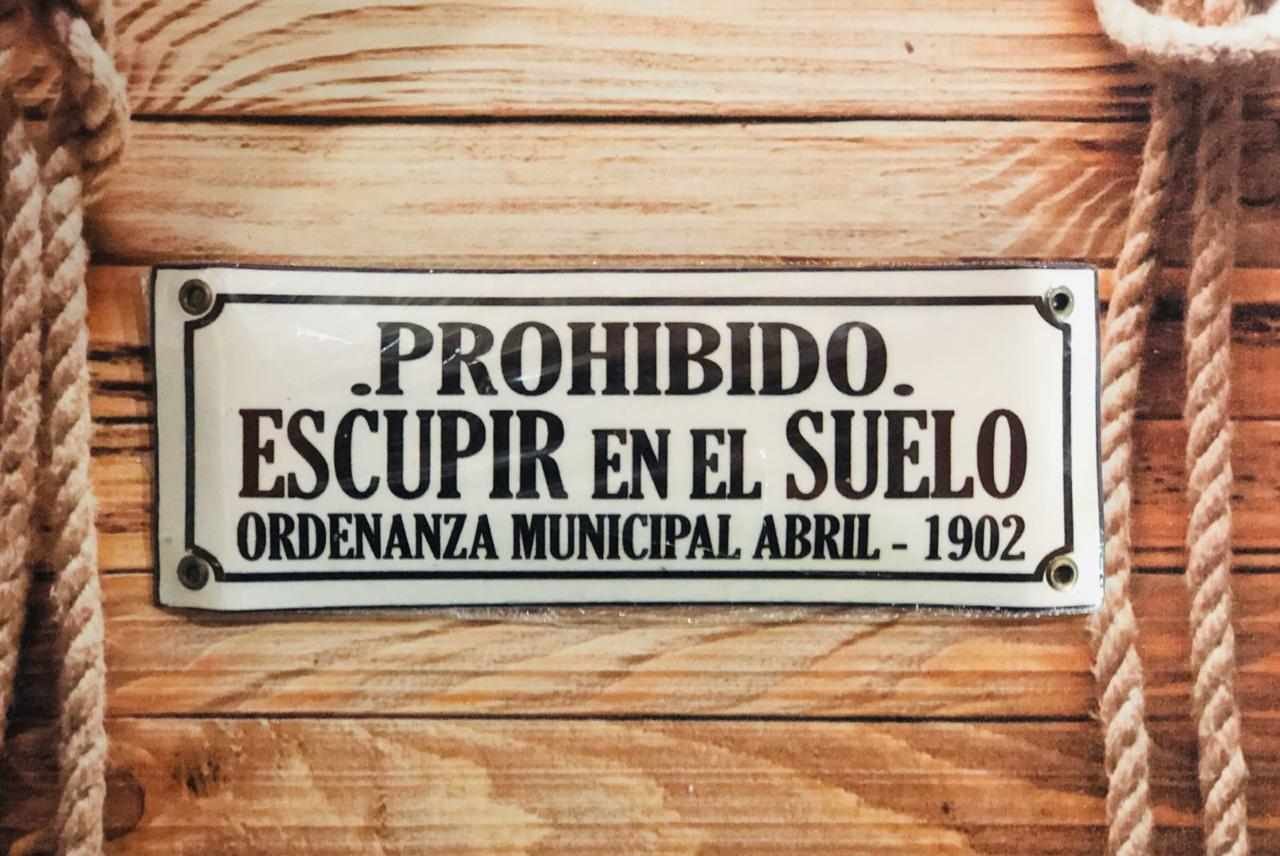 .PROHIBIDO.
ESCUPIR EN EL SUELO
ORDENANZA MUNICIPAL ABRIL - 1902